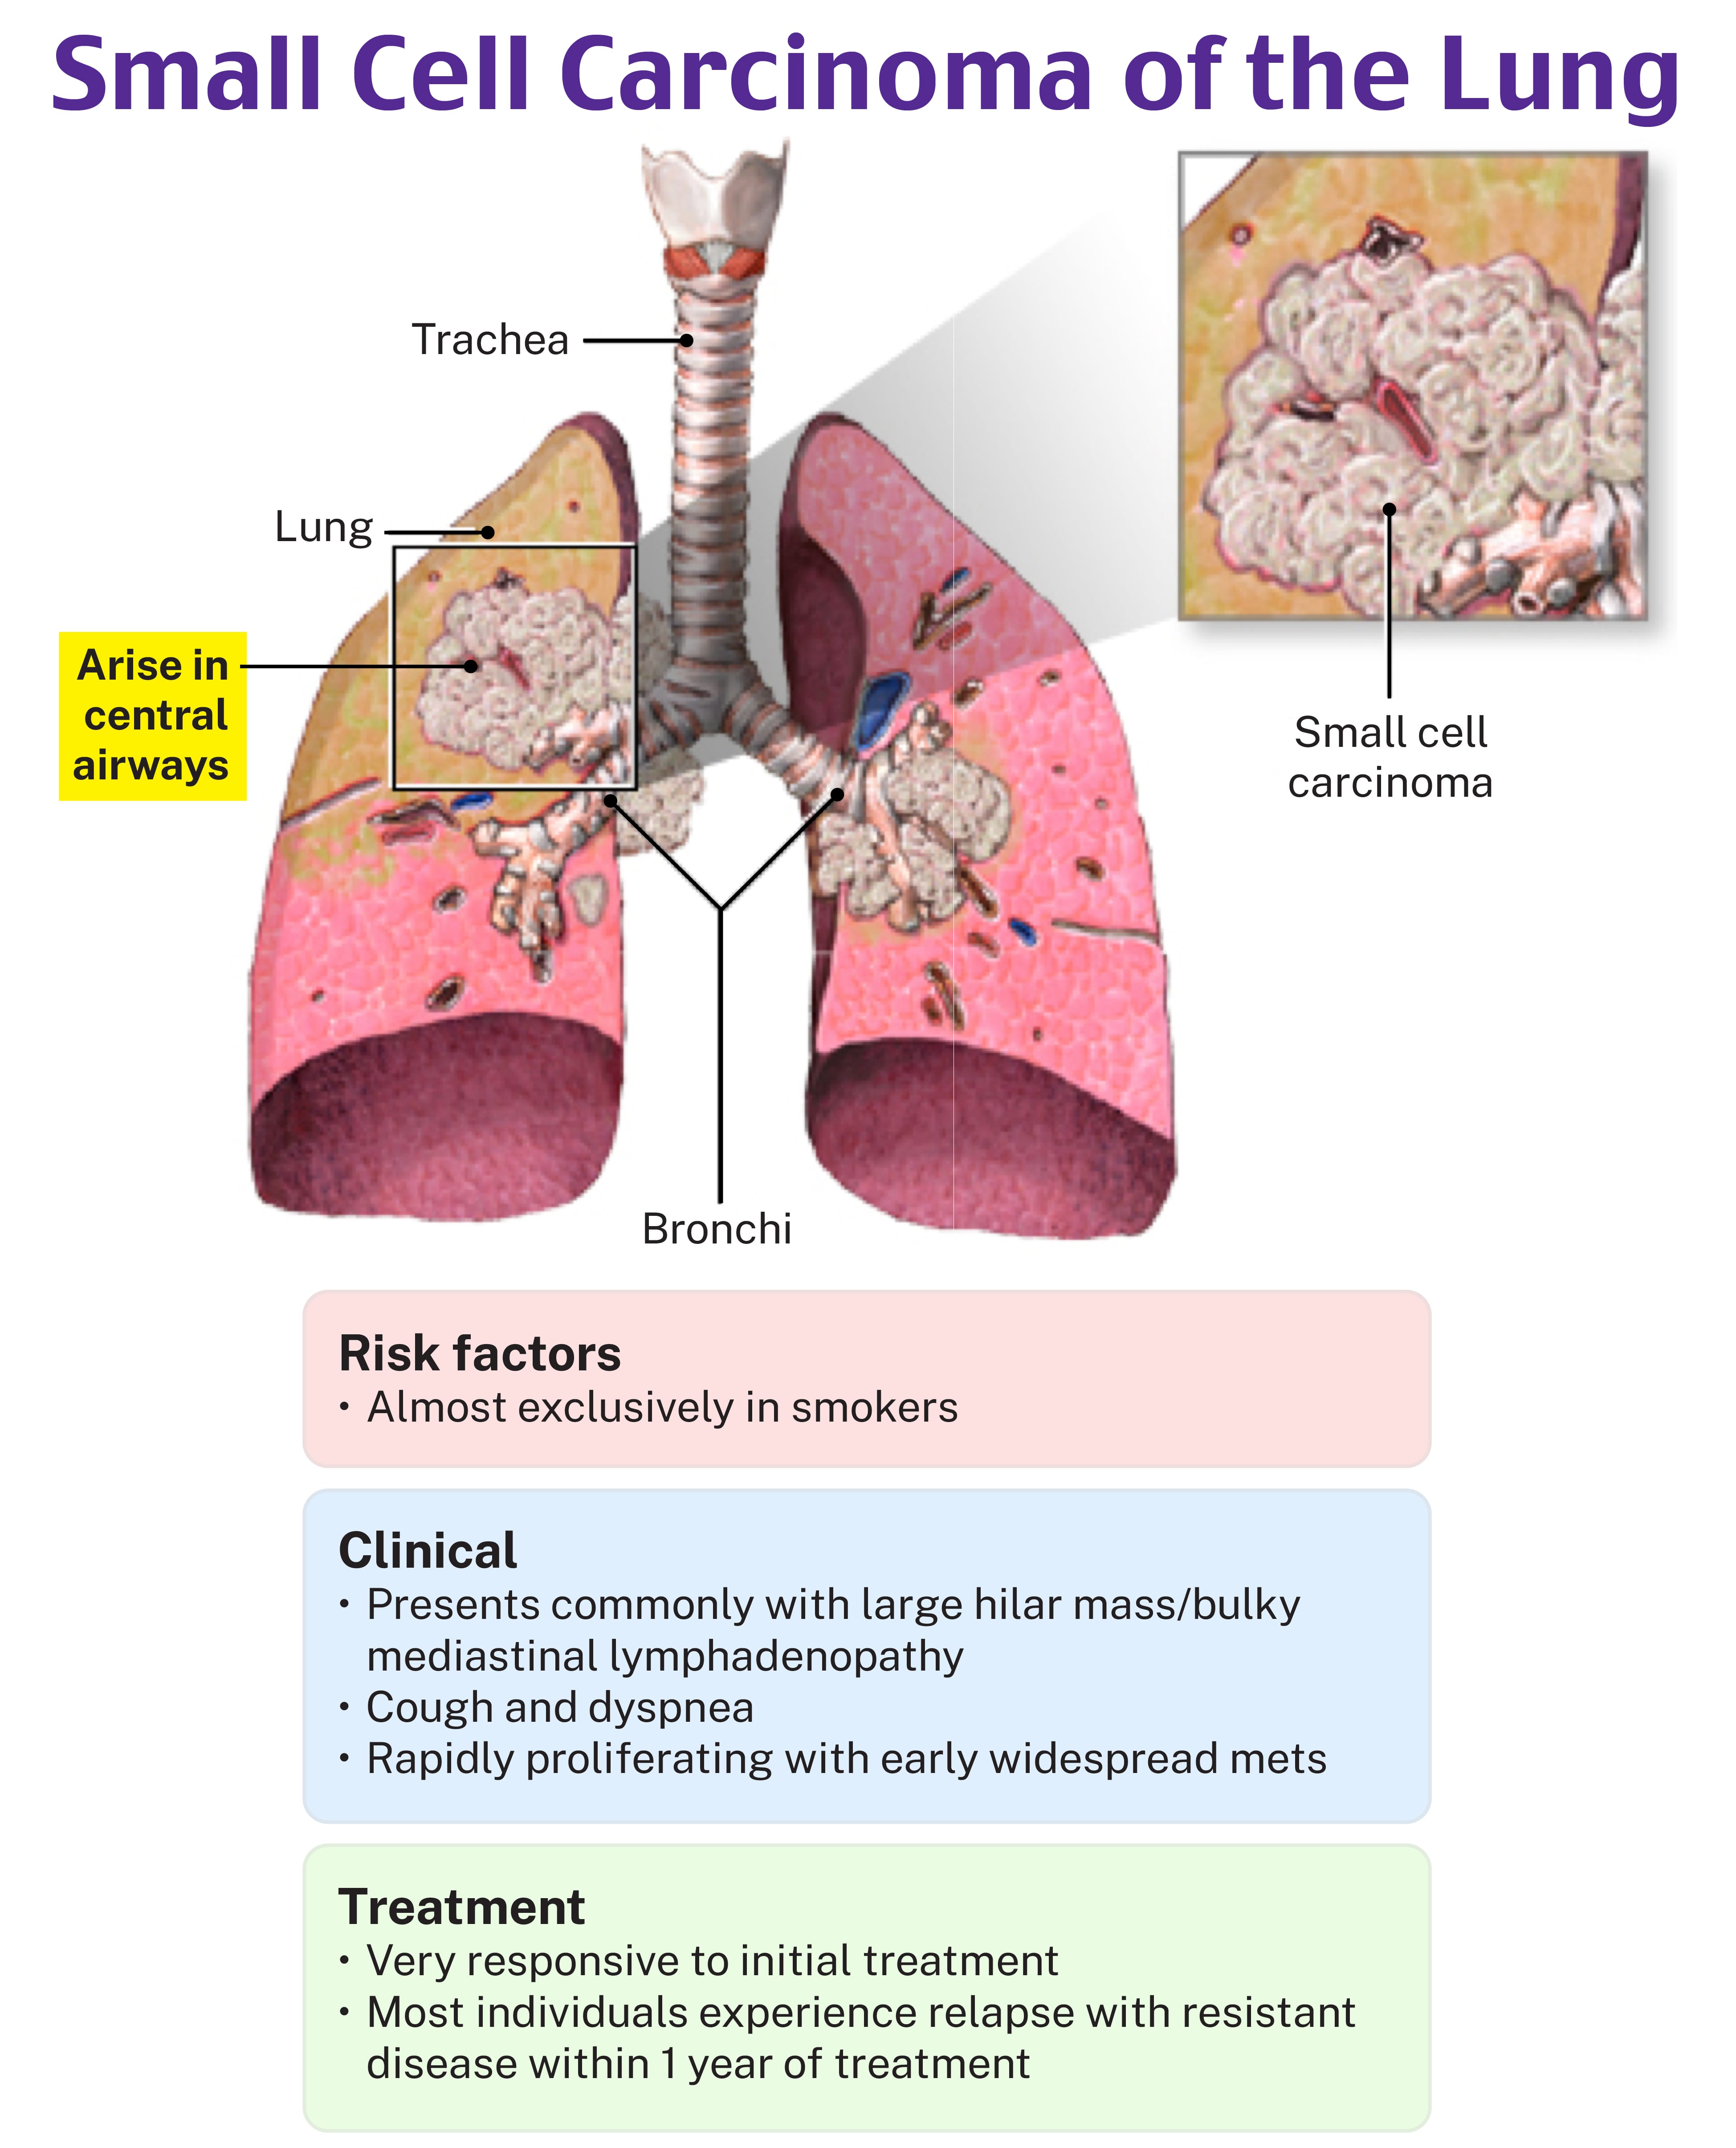 Small Cell Carcinoma of the Lung
Trachea
Lung
Arise in
central
airways
Small cell
carcinoma
Bronchi
Risk factors
• Almost exclusively in smokers
Clinical
• Presents commonly with large hilar mass/bulky
mediastinal lymphadenopathy
• Cough and dyspnea
• Rapidly proliferating with early widespread mets
Treatment
• Very responsive to initial treatment
• Most individuals experience relapse with resistant
disease within 1 year of treatment